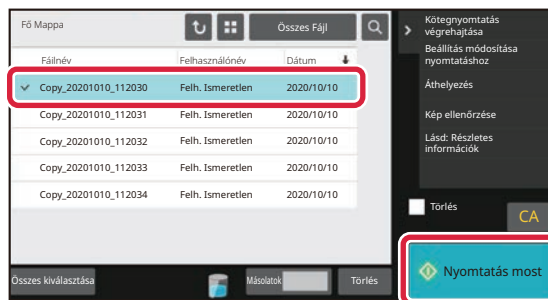 Fő Mappa
Összes Fájl
Fájlnév Felhasználónév Dátum
Copy_20201010_112030 Felh. Ismeretlen 2020/10/10
Copy_20201010_112031 Felh. Ismeretlen 2020/10/10
Copy_20201010_112032 Felh. Ismeretlen 2020/10/10
Copy_20201010_112033 Felh. Ismeretlen 2020/10/10
Copy_20201010_112034 Felh. Ismeretlen 2020/10/10
Összes kiválasztása Másolatok Törlés
Kötegnyomtatás
végrehajtása
Beállítás módosítása
nyomtatáshoz
Áthelyezés
Kép ellenőrzése
Lásd: Részletes
információk
Törlés
CA
Nyomtatás most